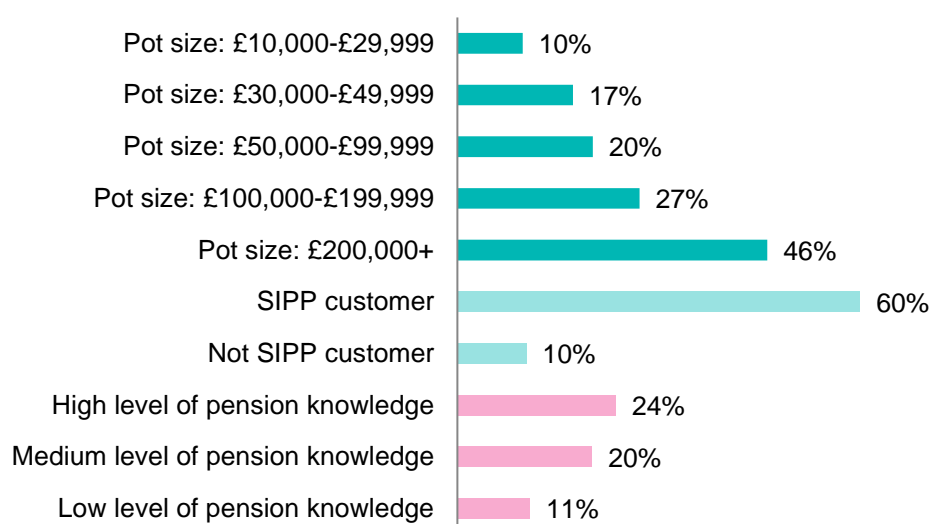 Pot size: £10,000-£29,999 10%
Pot size: £30,000-£49,999 17%
Pot size: £50,000-£99,999 20%
Pot size: £100,000-£199,999 27%
Pot size: £200,000+ 46%
SIPP customer 60%
Not SIPP customer 10%
High level of pension knowledge 24%
Medium level of pension knowledge 20%
Low level of pension knowledge 11%